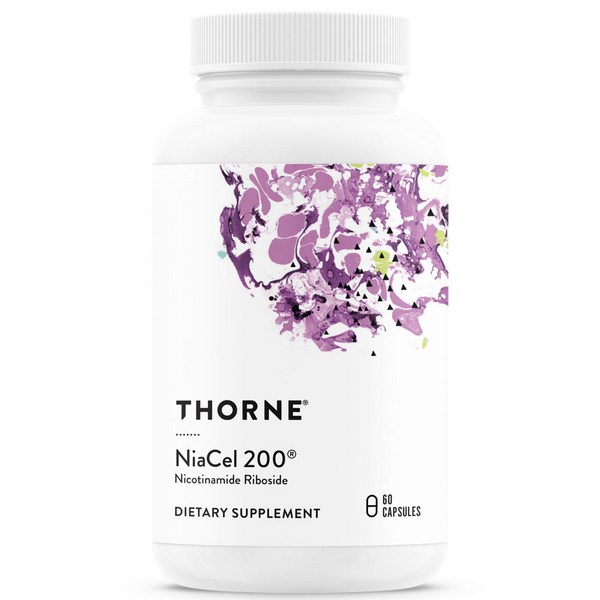 THORNE®
NiaCel 200®
Nicotinamide Riboside
DIETARY SUPPLEMENT
60
CAPSULES